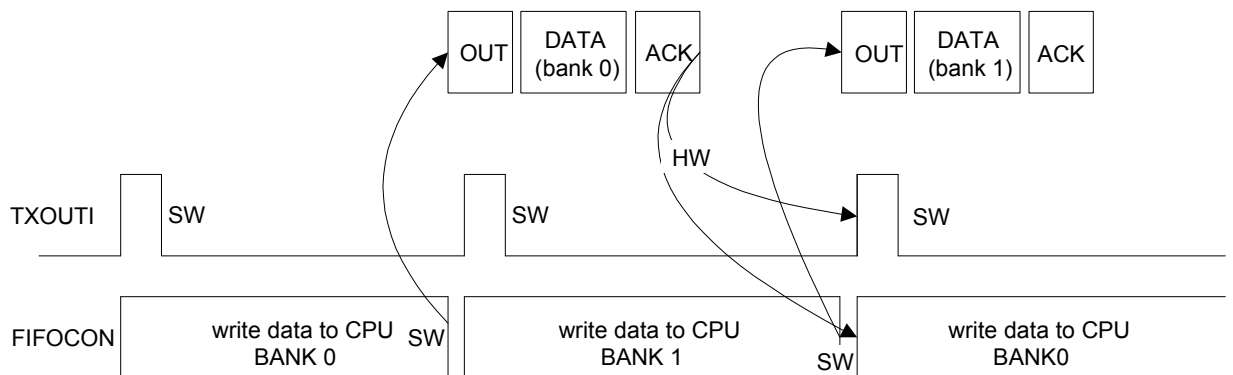 OUT
DATA
(bank 0)
ACK
OUT
DATA
(bank 1)
ACK
HW
TXOUTI
SW
SW
SW
FIFOCON
write data to CPU
BANK 0
SW
write data to CPU
BANK 1
SW
write data to CPU
BANK0